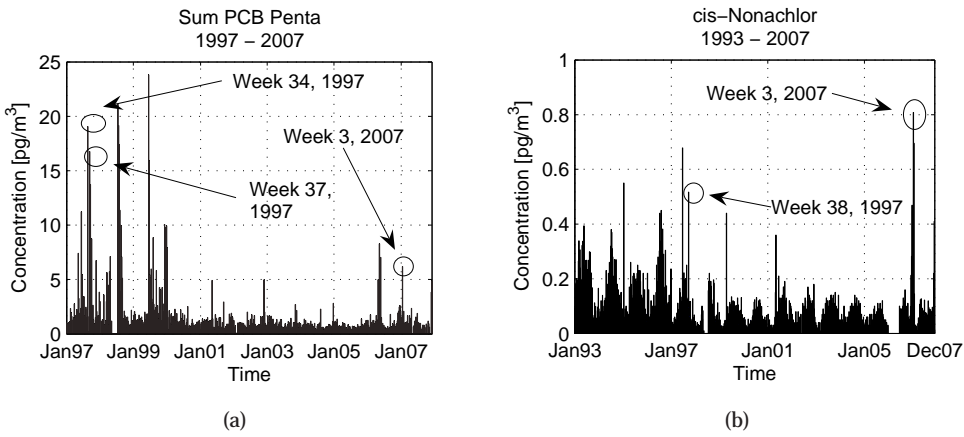 Sum PCB Penta
1997 − 2007
25
20
15
10
5
0
Concentration [pg/m³]
Week 34, 1997
Week 3, 2007
Week 37,
1997
Jan97 Jan99 Jan01 Jan03 Jan05 Jan07
Time
(a)
cis−Nonachlor
1993 − 2007
1
0.8
0.6
0.4
0.2
0
Concentration [pg/m³]
Week 3, 2007
Week 38, 1997
Jan93 Jan97 Jan01 Jan05 Dec07
Time
(b)